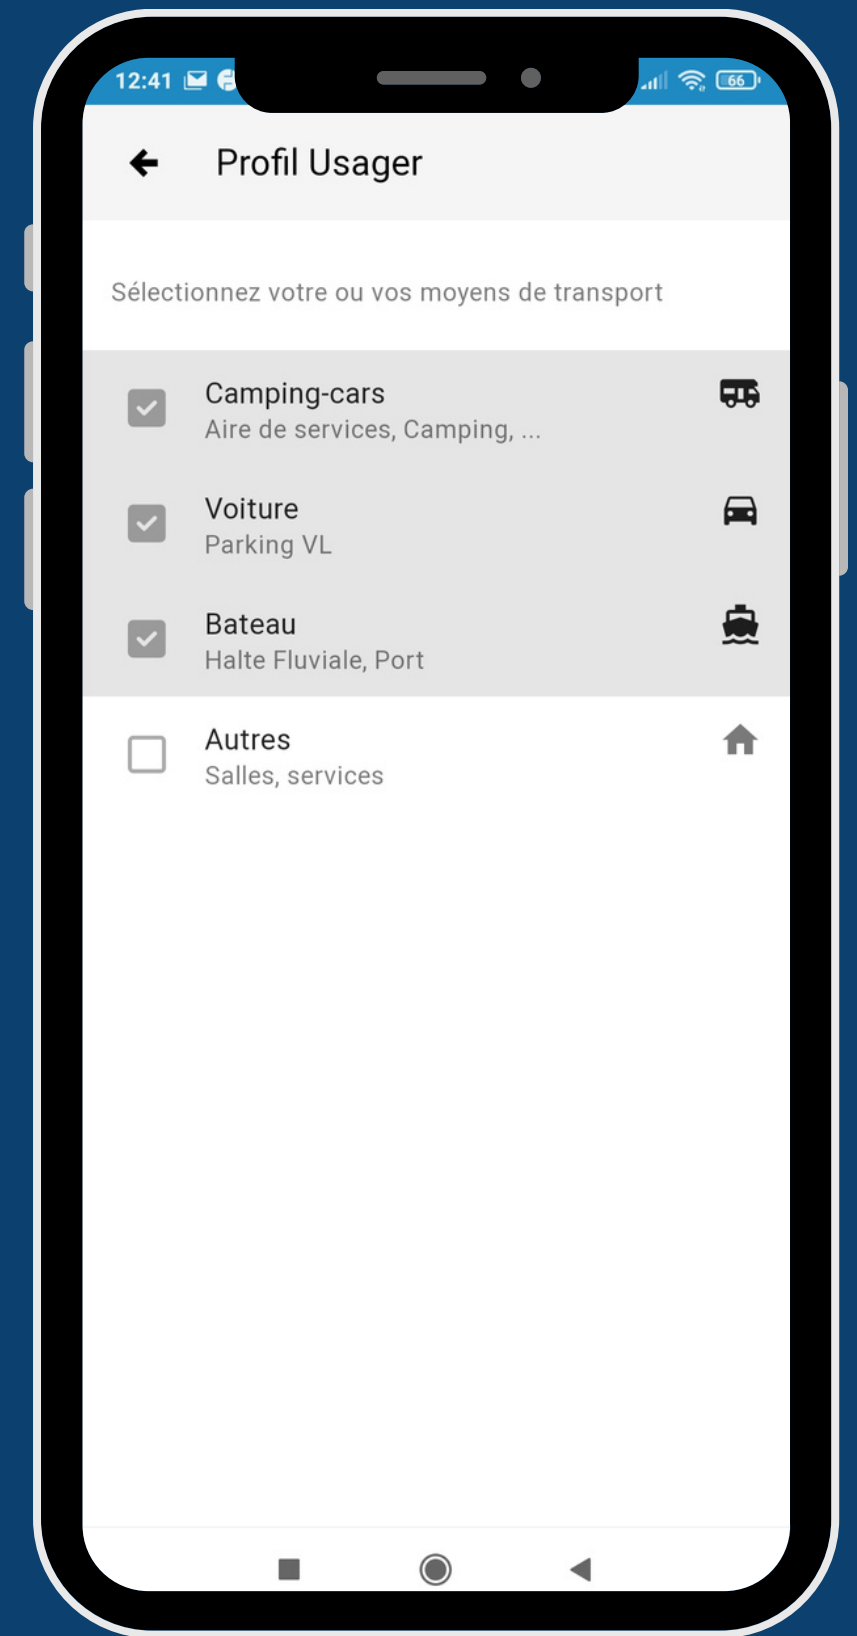 12:41
66
Profil Usager
Sélectionnez votre ou vos moyens de transport
Camping-cars
Aire de services, Camping, ...
Voiture
Parking VL
Bateau
Halte Fluviale, Port
Autres
Salles, services